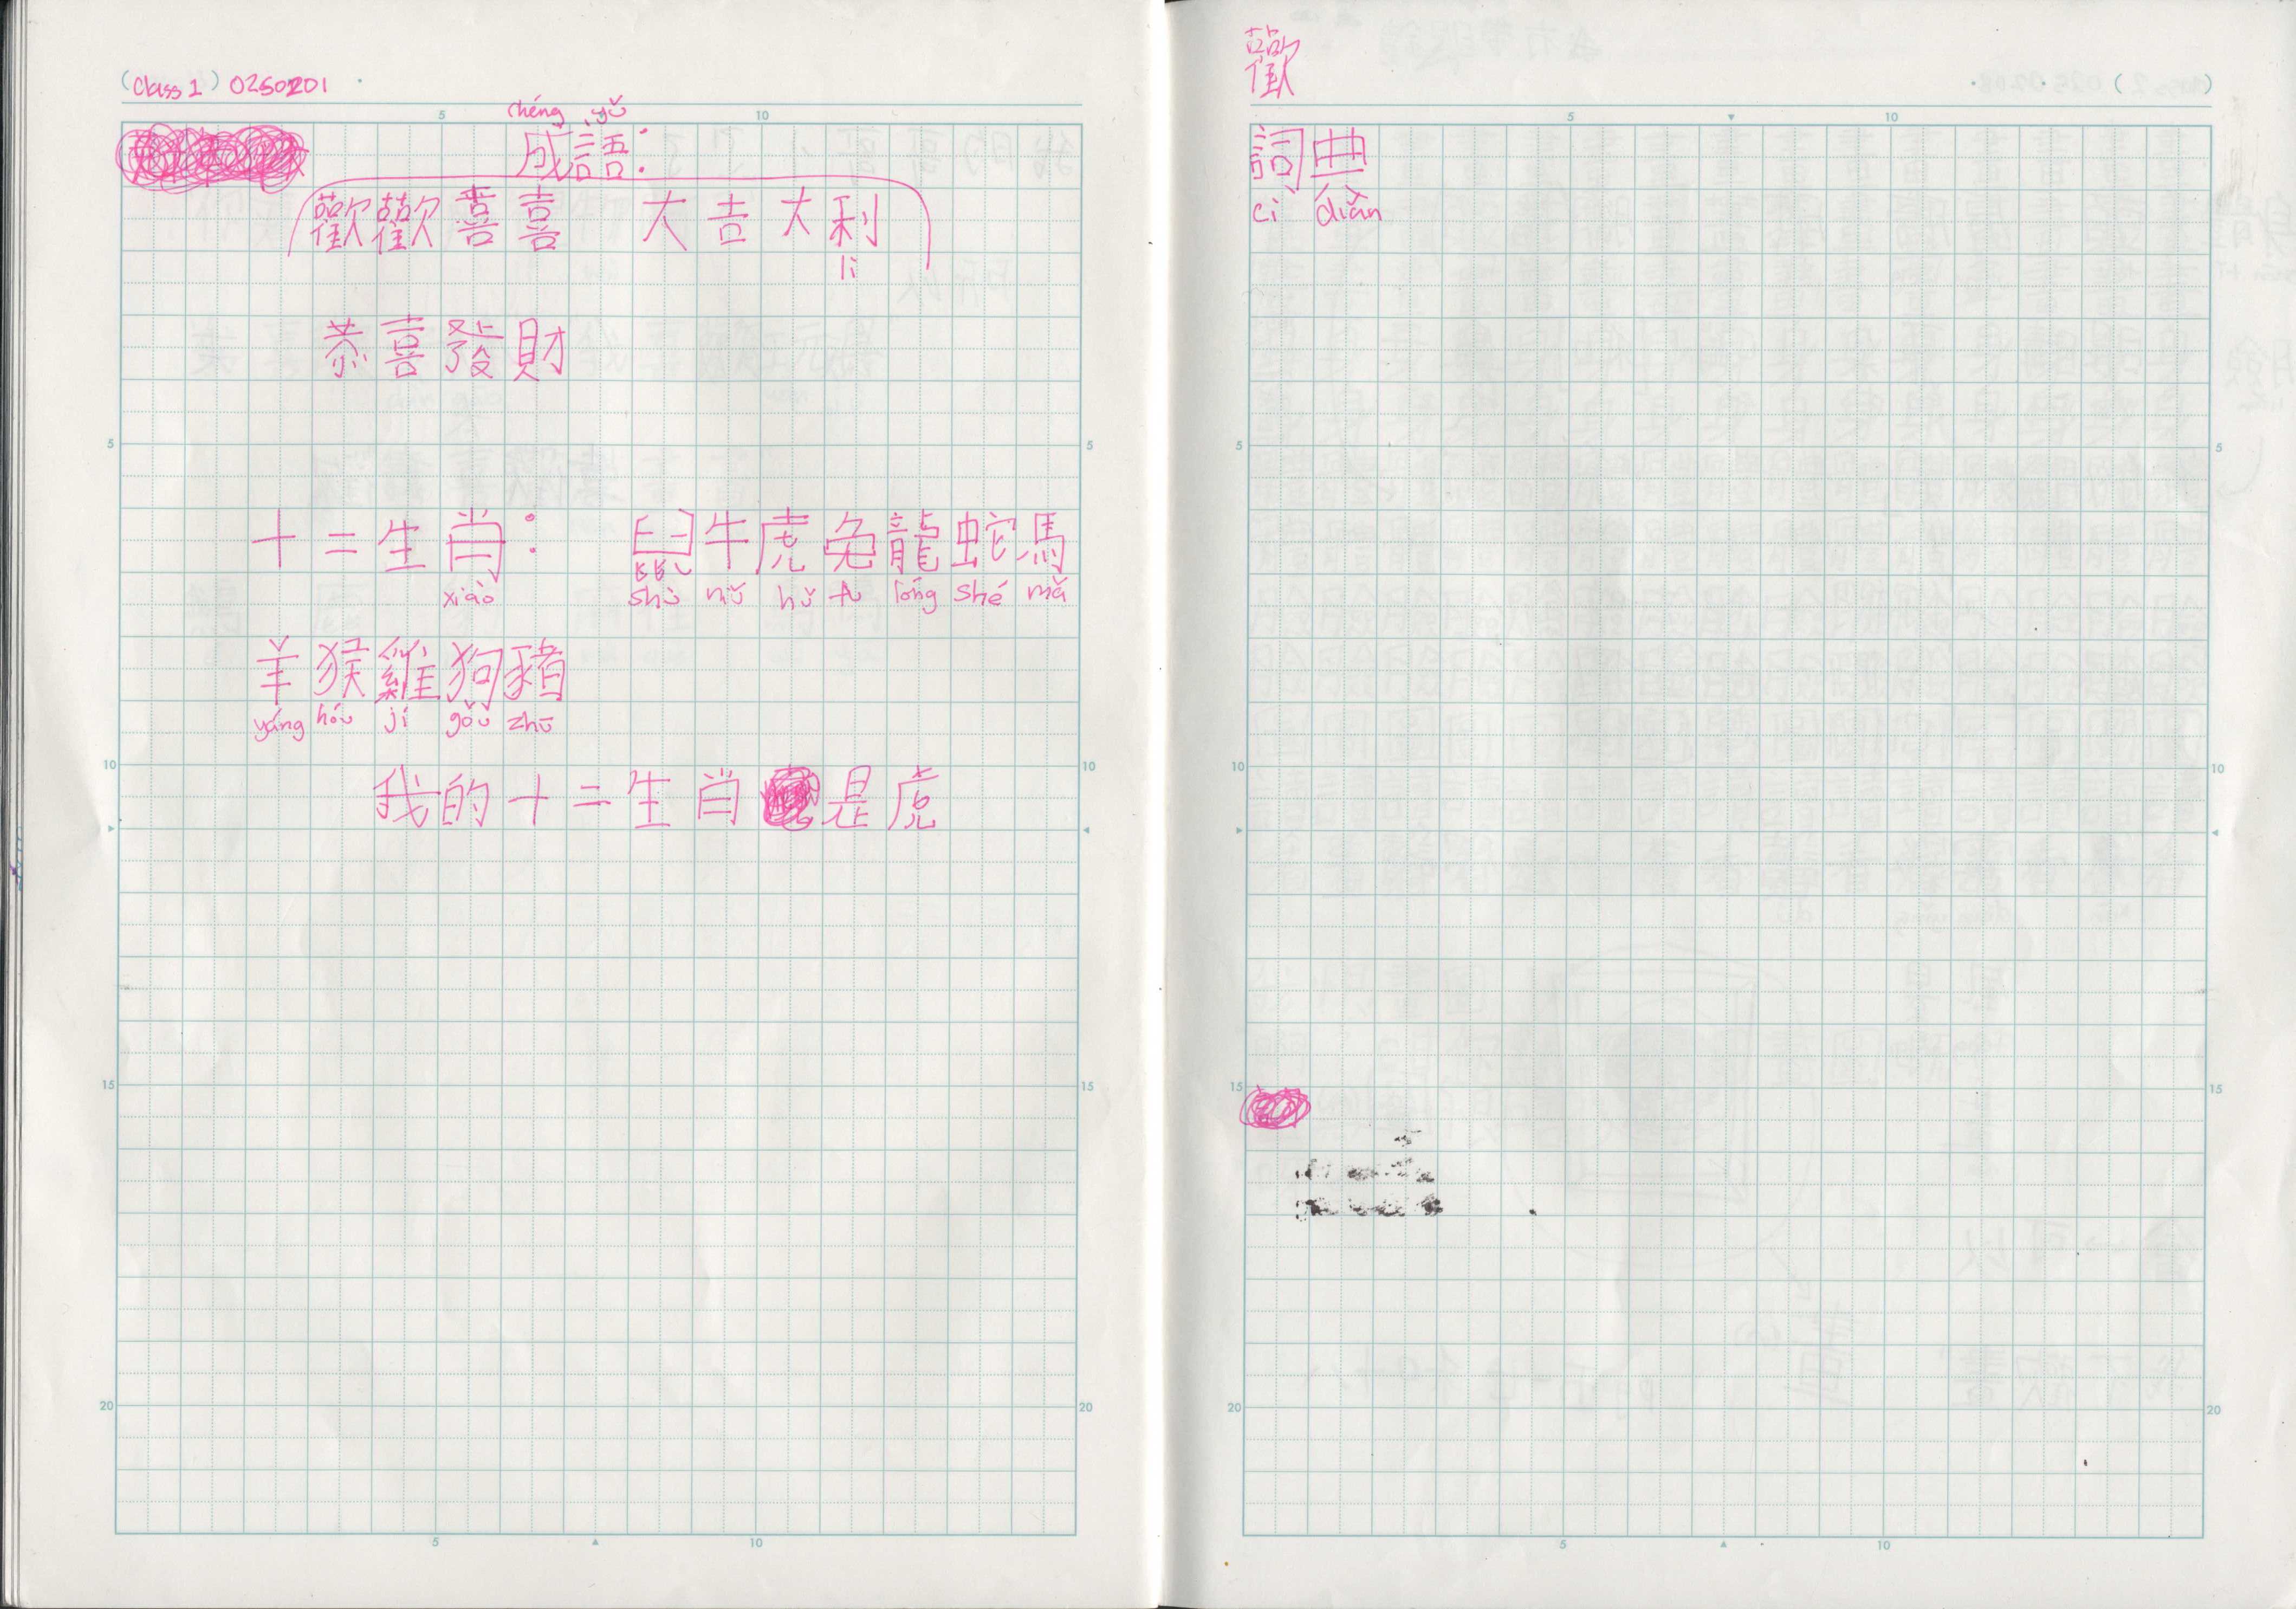 (Class 1) 0250201
chéng yǔ
成語:
歡歡喜喜 大吉大利
lì
恭喜發財
十二生肖: 鼠牛虎兔龍蛇馬
xiào shǔ niú hǔ tù lóng shé mǎ
羊猴雞狗豬
yáng hóu jī gǒu zhū
我的十二生肖是虎
歡
詞典
cí diǎn